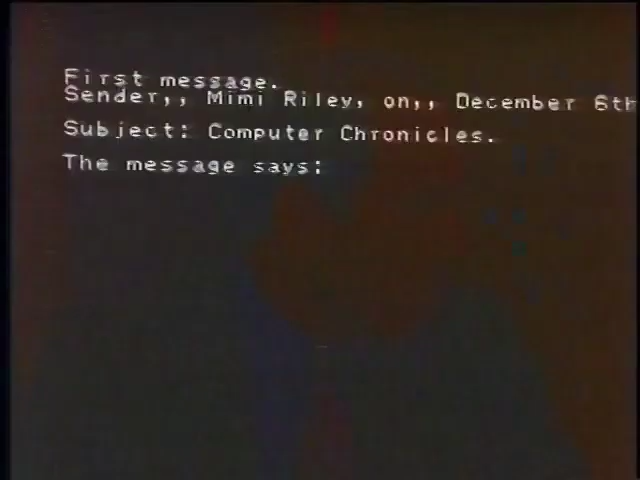 First message.
Sender,, Mimi Riley, on,, December 6th
Subject: Computer Chronicles.
The message says: